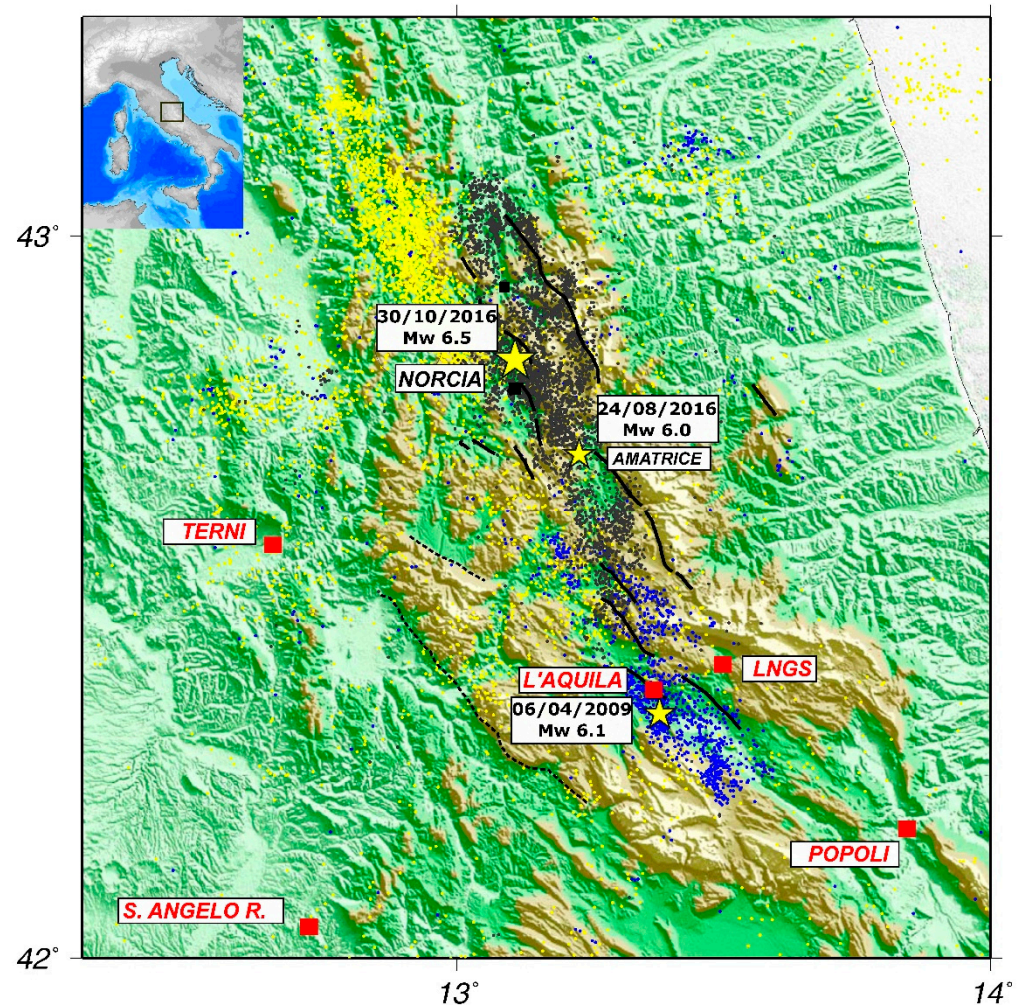 43°
30/10/2016
Mw 6.5
NORCIA
24/08/2016
Mw 6.0
AMATRICE
TERNI
L'AQUILA
LNGS
06/04/2009
Mw 6.1
POPOLI
S. ANGELO R.
42°
13°
14°